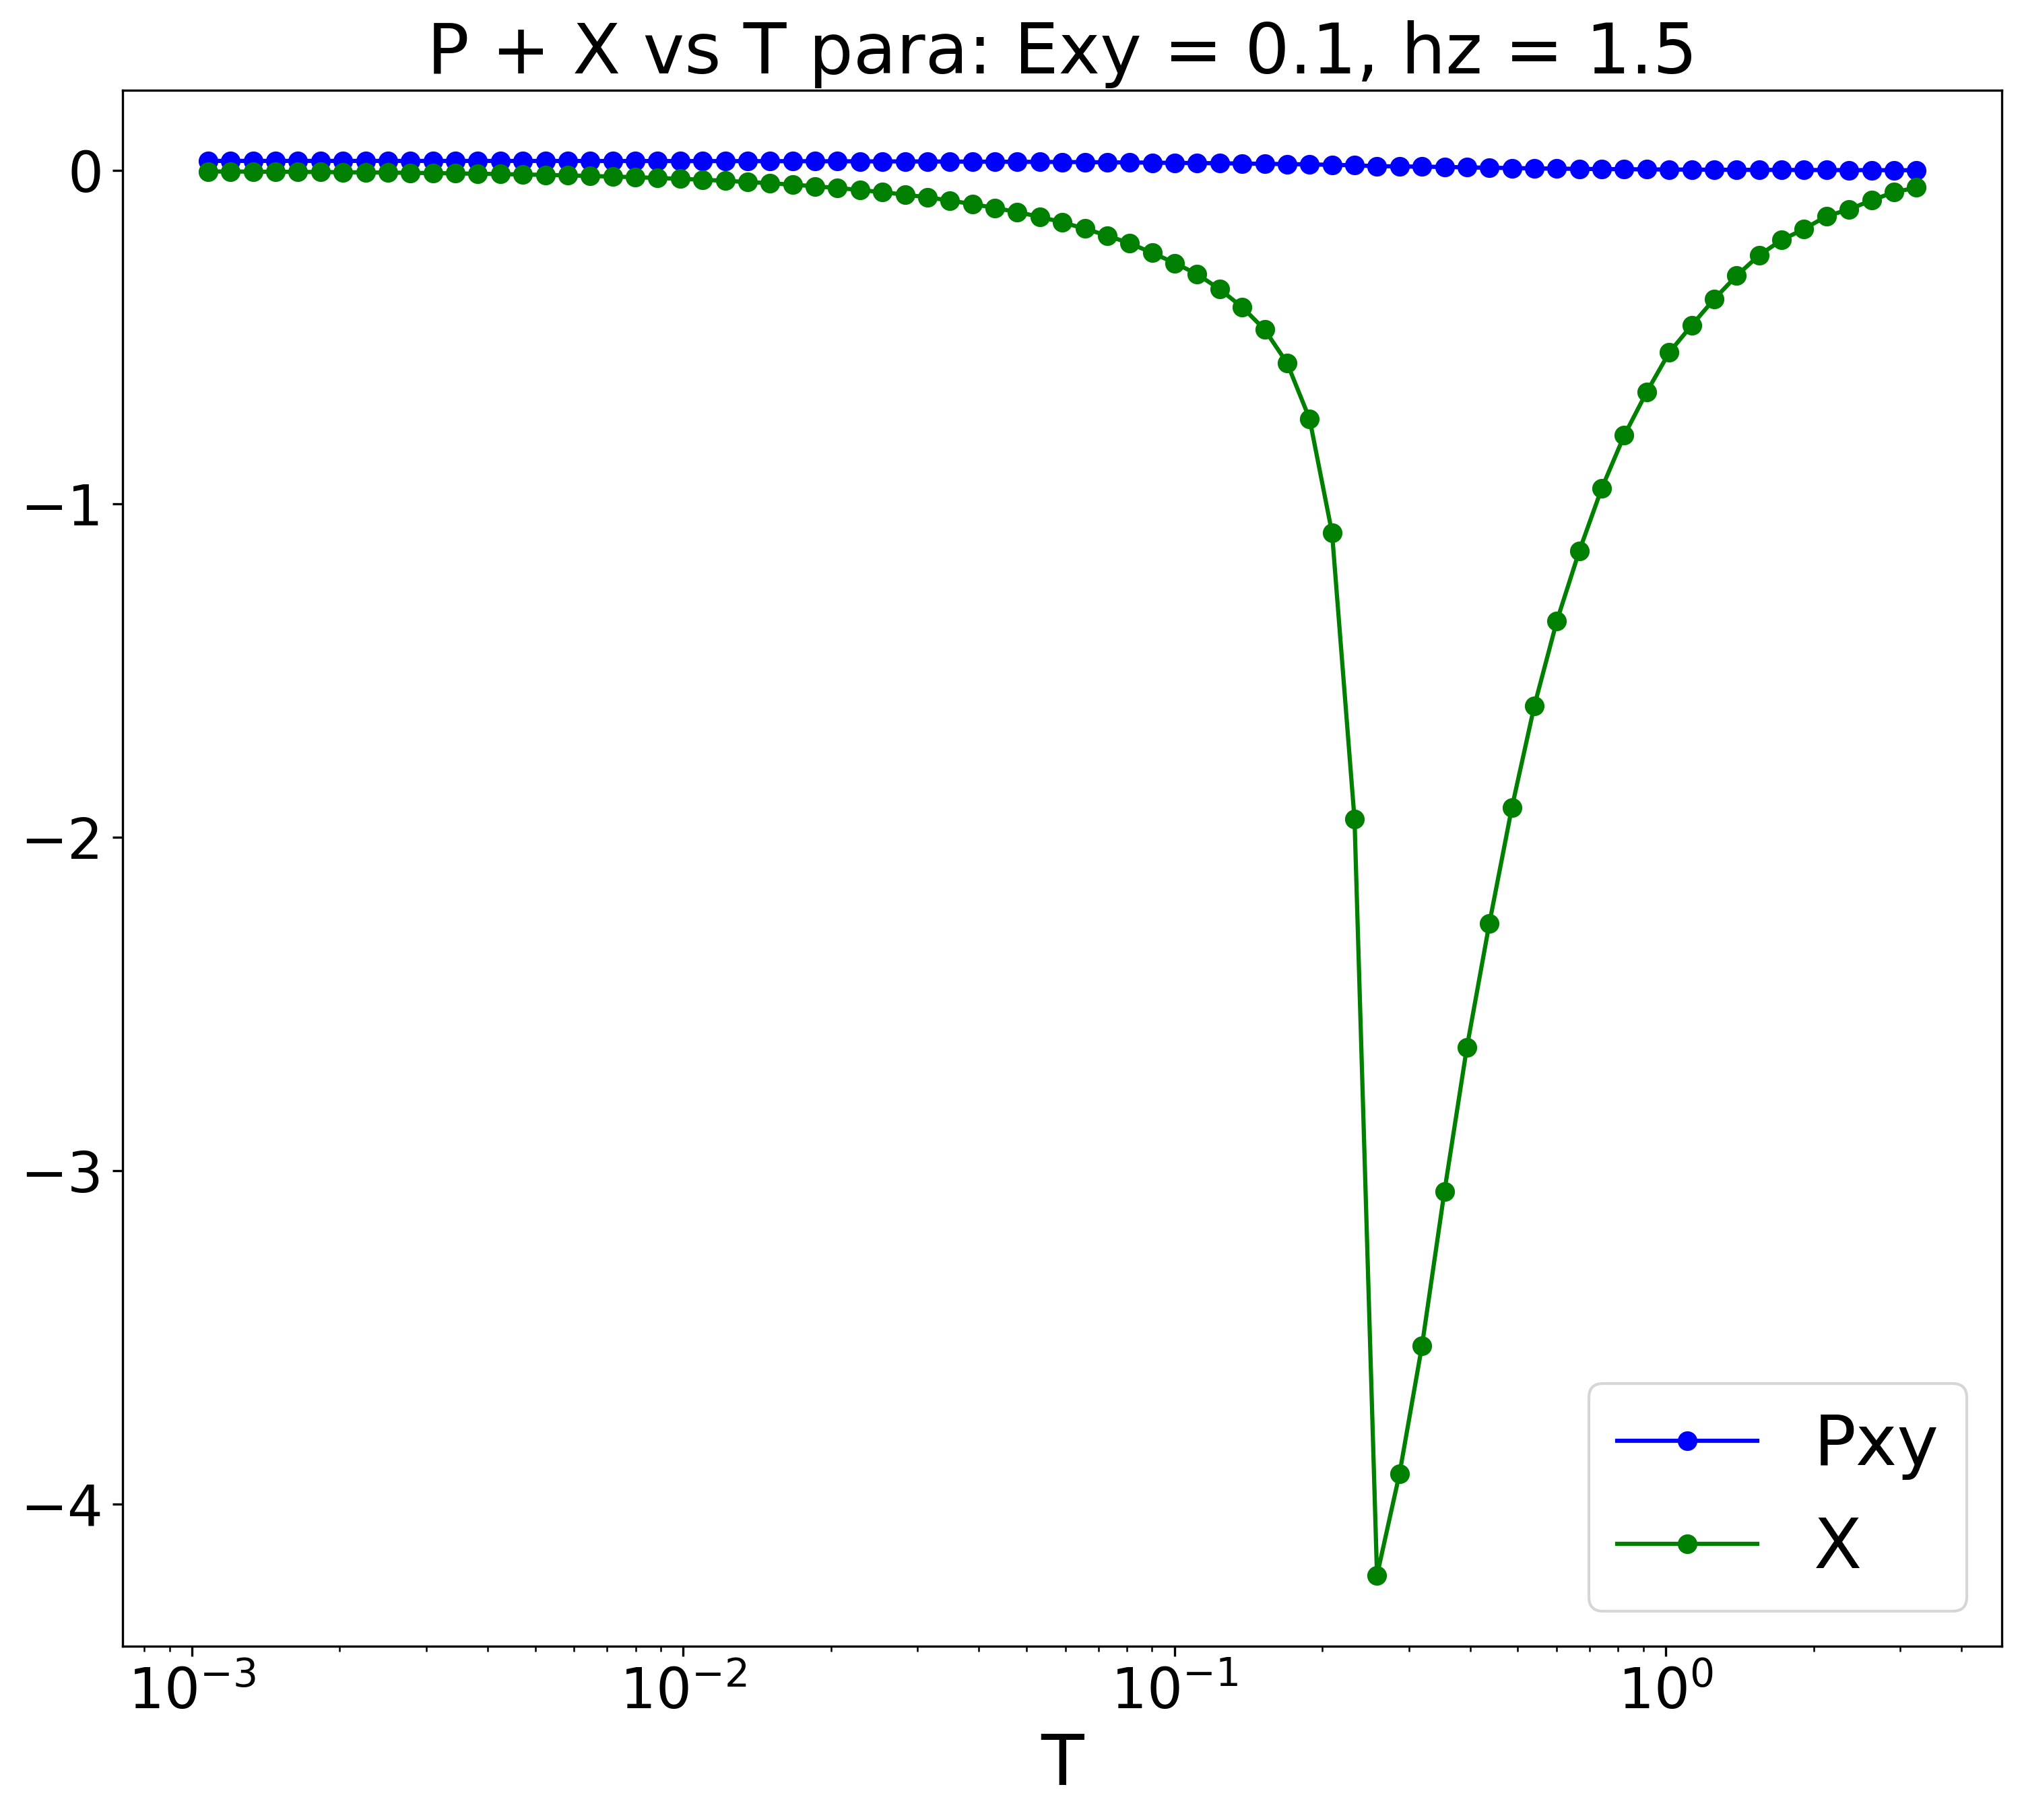 P + X vs T para: Exy = 0.1, hz = 1.5
0
−1
−2
−3
−4
Pxy
X
10⁻³ 10⁻² 10⁻¹ 10⁰
T